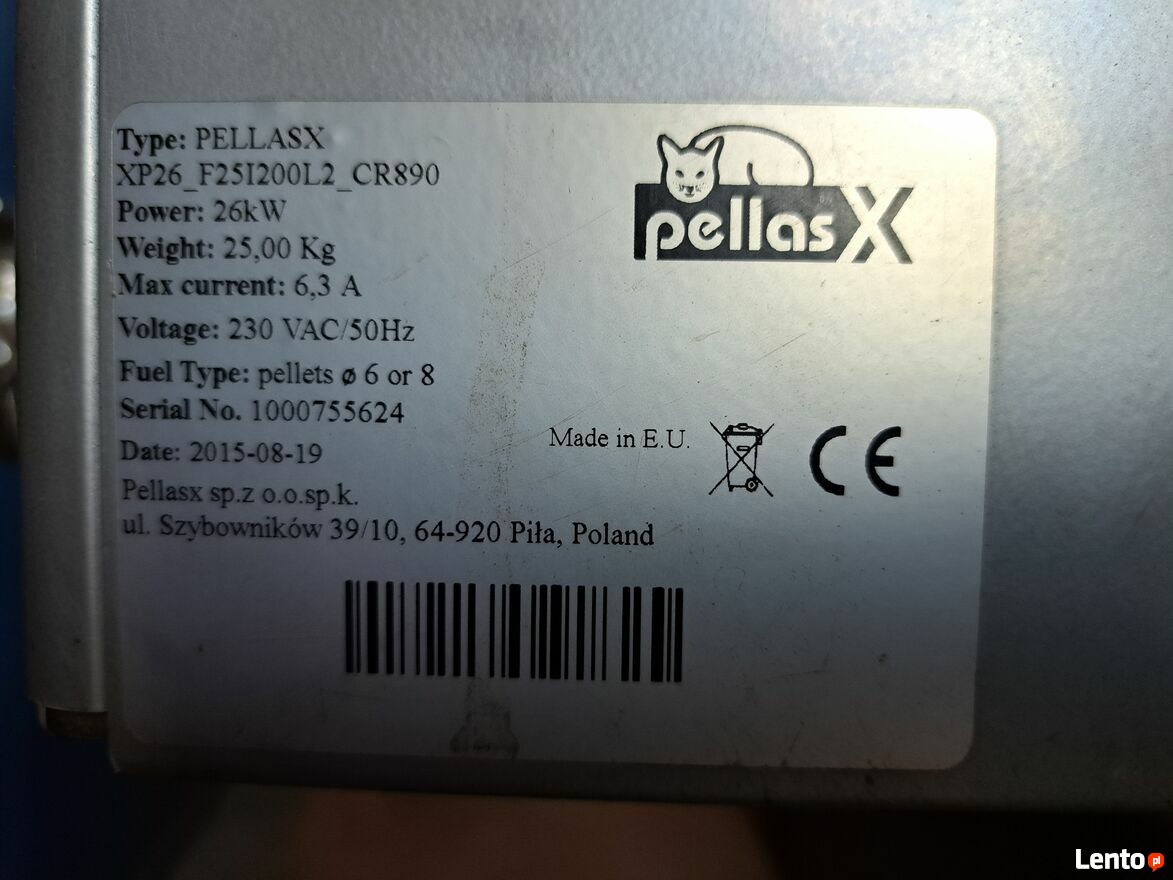 Type: PELLASX
XP26_F25I200L2_CR890
Power: 26kW
Weight: 25,00 Kg
Max current: 6,3 A
Voltage: 230 VAC/50Hz
Fuel Type: pellets ø 6 or 8
Serial No. 1000755624
Date: 2015-08-19
Pellasx sp.z o.o.sp.k.
ul. Szybowników 39/10, 64-920 Piła, Poland
pellasX
Made in E.U.
CE
Lento.pl